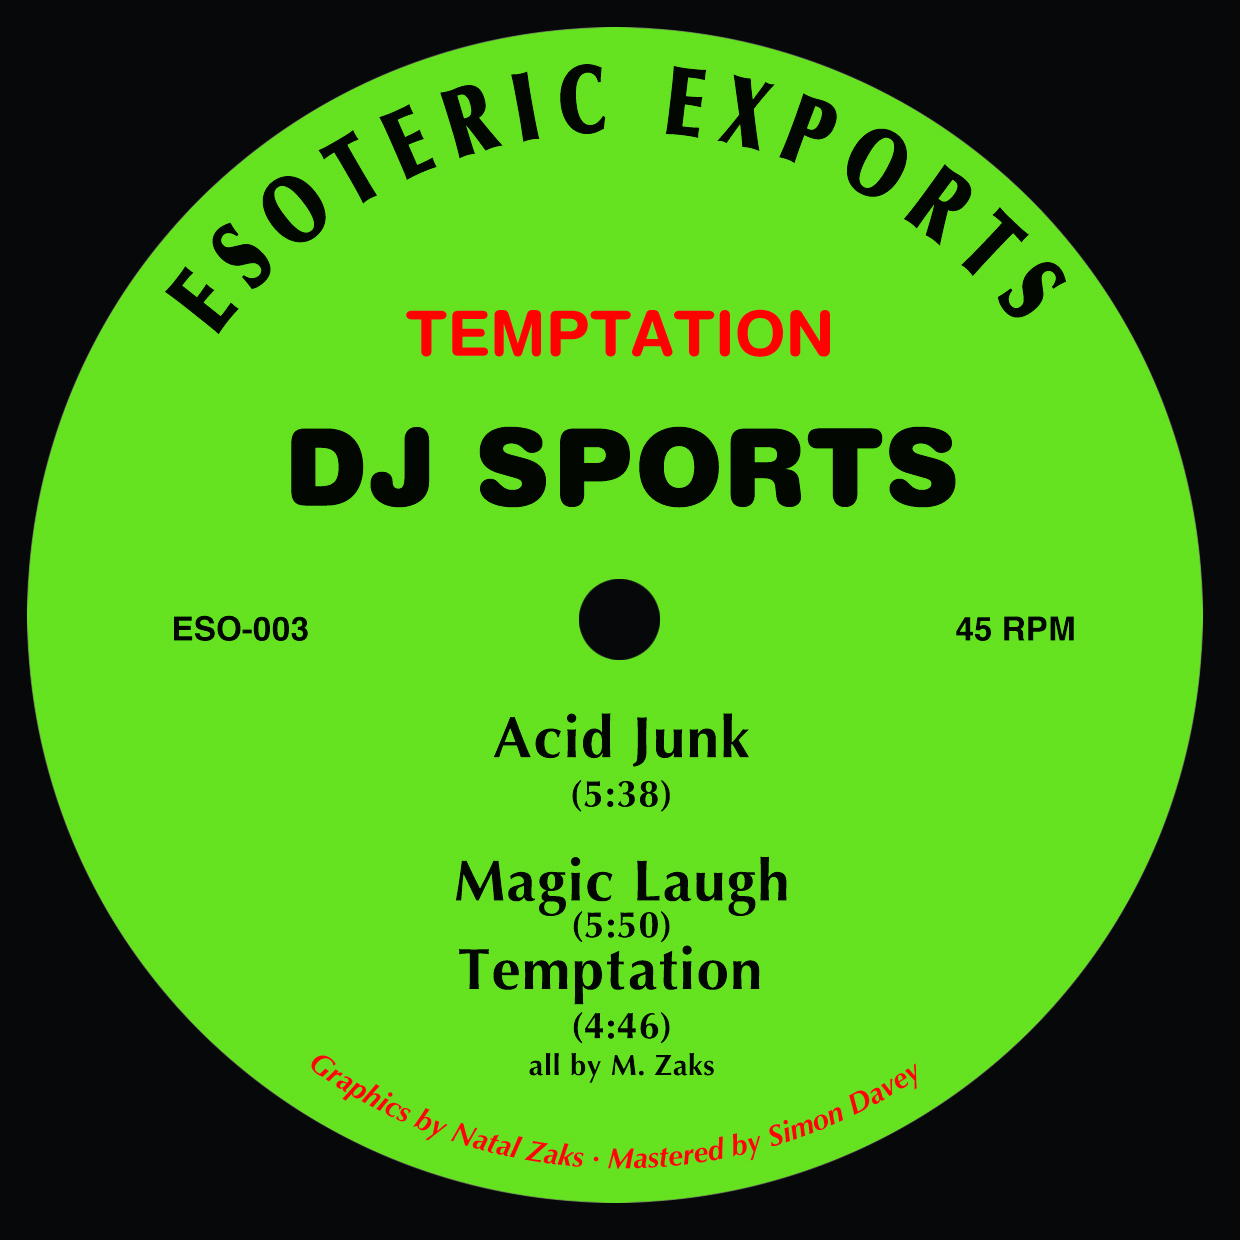 ESOTERIC EXPORTS
TEMPTATION
DJ SPORTS
ESO-003
45 RPM
Acid Junk
(5:38)
Magic Laugh
(5:50)
Temptation
(4:46)
all by M. Zaks
Graphics by Natal Zaks · Mastered by Simon Davey